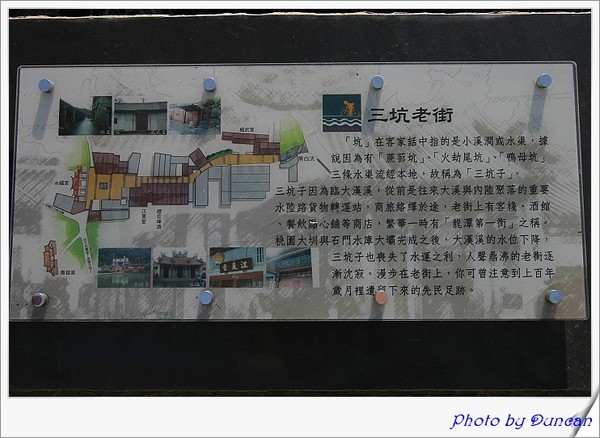 三坑老街
「坑」在客家話中指的是小溪澗或水渠，據
說因為有「蔗廍坑」、「火劫尾坑」、「鴨母坑」
三條水渠流經本地，故稱為「三坑子」。
三坑子因為臨大漢溪，從前是往來大溪與內陸聚落的重要
水陸路貨物轉運站，商旅絡繹於途，老街上有客棧、酒館
、餐飲點心舖等商店，繁華一時有「龍潭第一街」之稱。
桃園大圳與石門水庫大壩完成之後，大漢溪的水位下降，
三坑子也喪失了水運之利，人聲鼎沸的老街逐
漸沈寂。漫步在老街上，你可曾注意到上百年
歲月裡遺留下來的先民足跡。
永福宮
Photo by Duncan